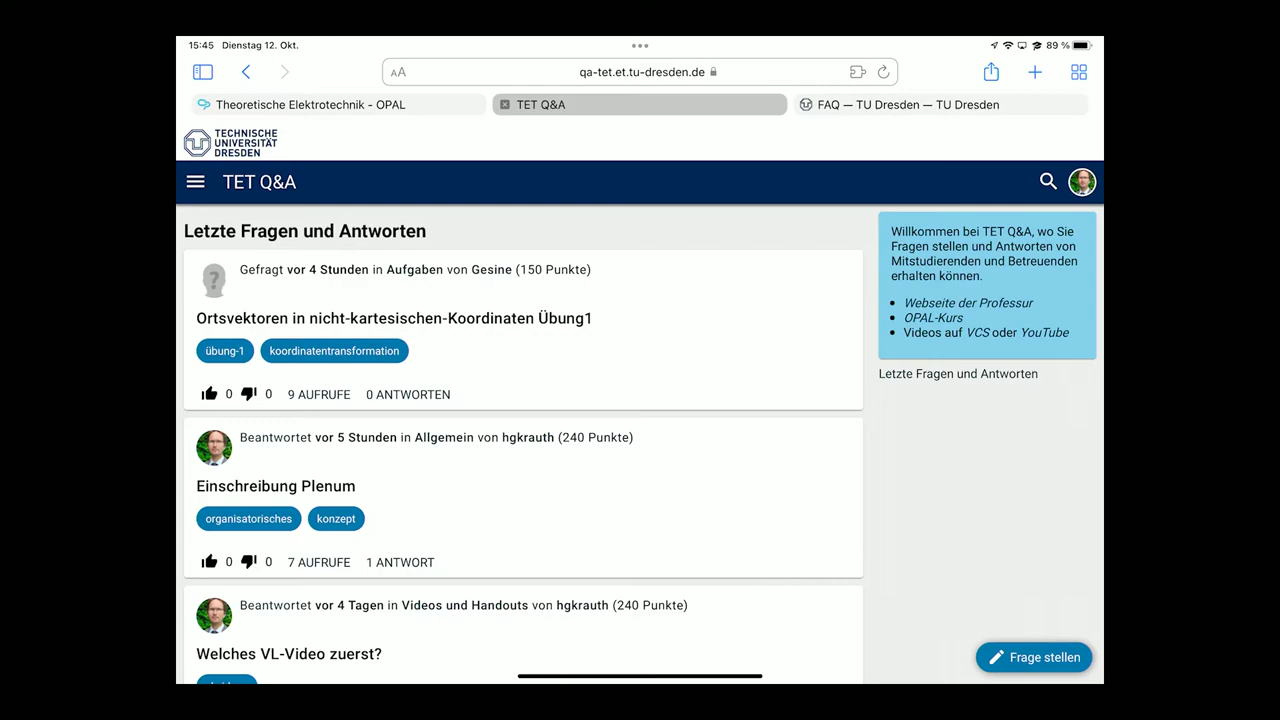 15:45 Dienstag 12. Okt.
89 %
AA
qa-tet.et.tu-dresden.de
Theoretische Elektrotechnik - OPAL
TET Q&A
FAQ — TU Dresden — TU Dresden
TECHNISCHE
UNIVERSITÄT
DRESDEN
TET Q&A
Letzte Fragen und Antworten
Gefragt vor 4 Stunden in Aufgaben von Gesine (150 Punkte)
Ortsvektoren in nicht-kartesischen-Koordinaten Übung1
übung-1
koordinatentransformation
0 0 9 AUFRUFE 0 ANTWORTEN
Beantwortet vor 5 Stunden in Allgemein von hgkrauth (240 Punkte)
Einschreibung Plenum
organisatorisches
konzept
0 0 7 AUFRUFE 1 ANTWORT
Beantwortet vor 4 Tagen in Videos und Handouts von hgkrauth (240 Punkte)
Welches VL-Video zuerst?
Willkommen bei TET Q&A, wo Sie
Fragen stellen und Antworten von
Mitstudierenden und Betreuenden
erhalten können.
Webseite der Professur
OPAL-Kurs
Videos auf VCS oder YouTube
Letzte Fragen und Antworten
Frage stellen